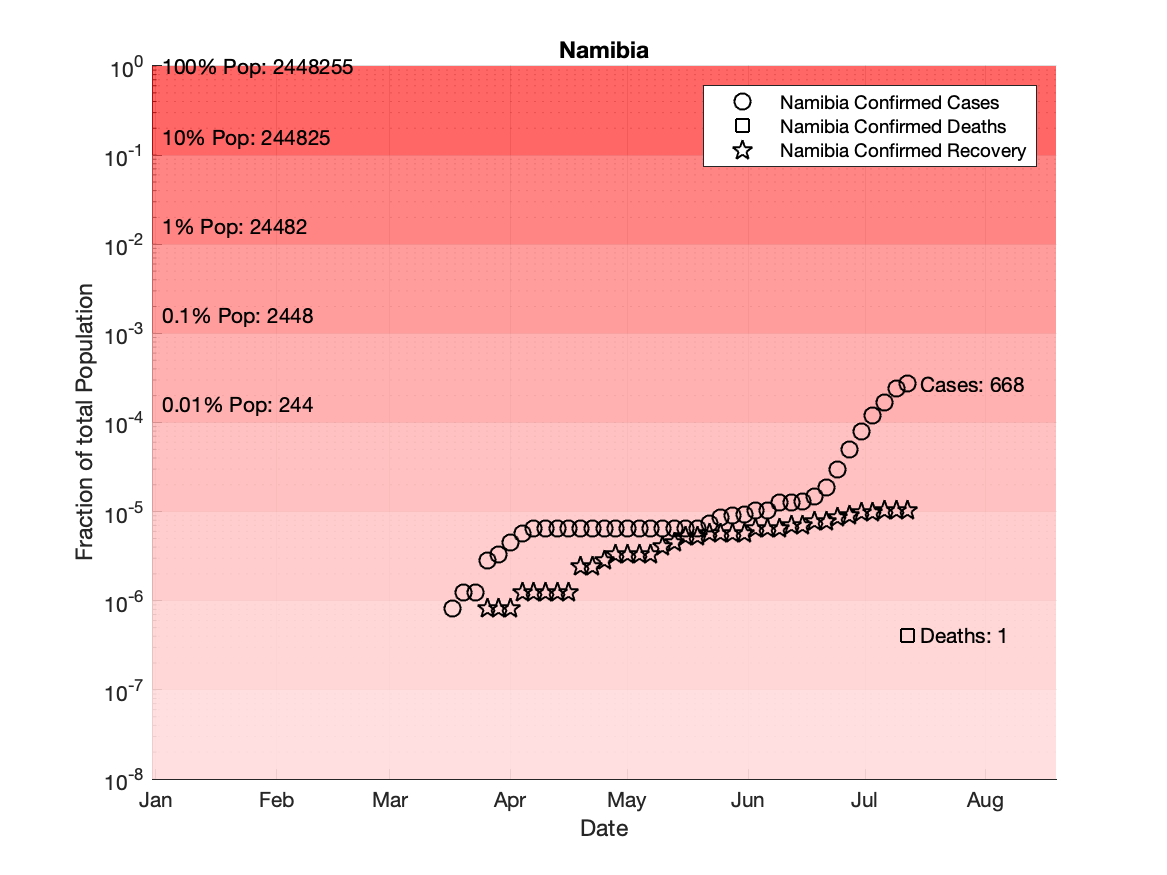 Namibia
10^0
100% Pop: 2448255
Namibia Confirmed Cases
Namibia Confirmed Deaths
Namibia Confirmed Recovery
10% Pop: 244825
10^-1
1% Pop: 24482
10^-2
0.1% Pop: 2448
10^-3
0.01% Pop: 244
10^-4
Cases: 668
10^-5
10^-6
Deaths: 1
10^-7
10^-8
Fraction of total Population
Jan Feb Mar Apr May Jun Jul Aug
Date